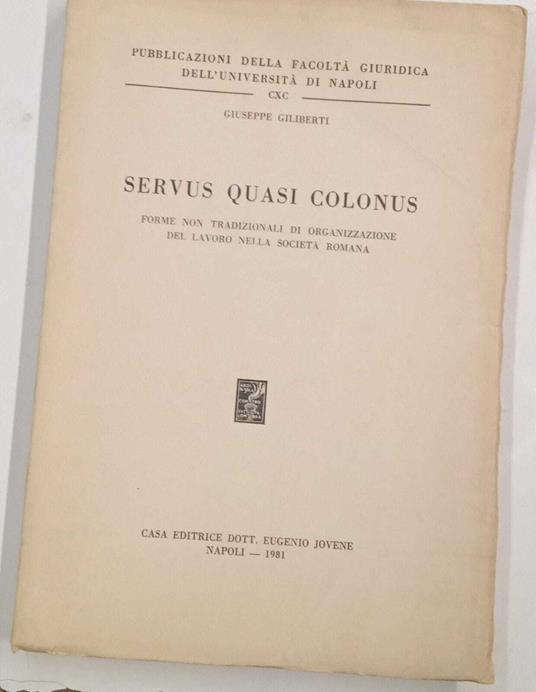 PUBBLICAZIONI DELLA FACOLTÀ GIURIDICA
DELL'UNIVERSITÀ DI NAPOLI
CXC
GIUSEPPE GILIBERTI
SERVUS QUASI COLONUS
FORME NON TRADIZIONALI DI ORGANIZZAZIONE
DEL LAVORO NELLA SOCIETÀ ROMANA
CASA EDITRICE DOTT. EUGENIO JOVENE
NAPOLI — 1981